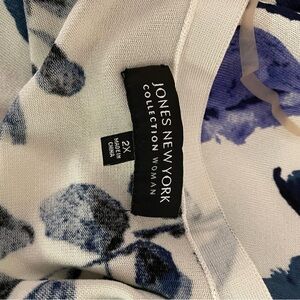 JONES NEW YORK
COLLECTION WOMAN
2X
MADE IN
CHINA